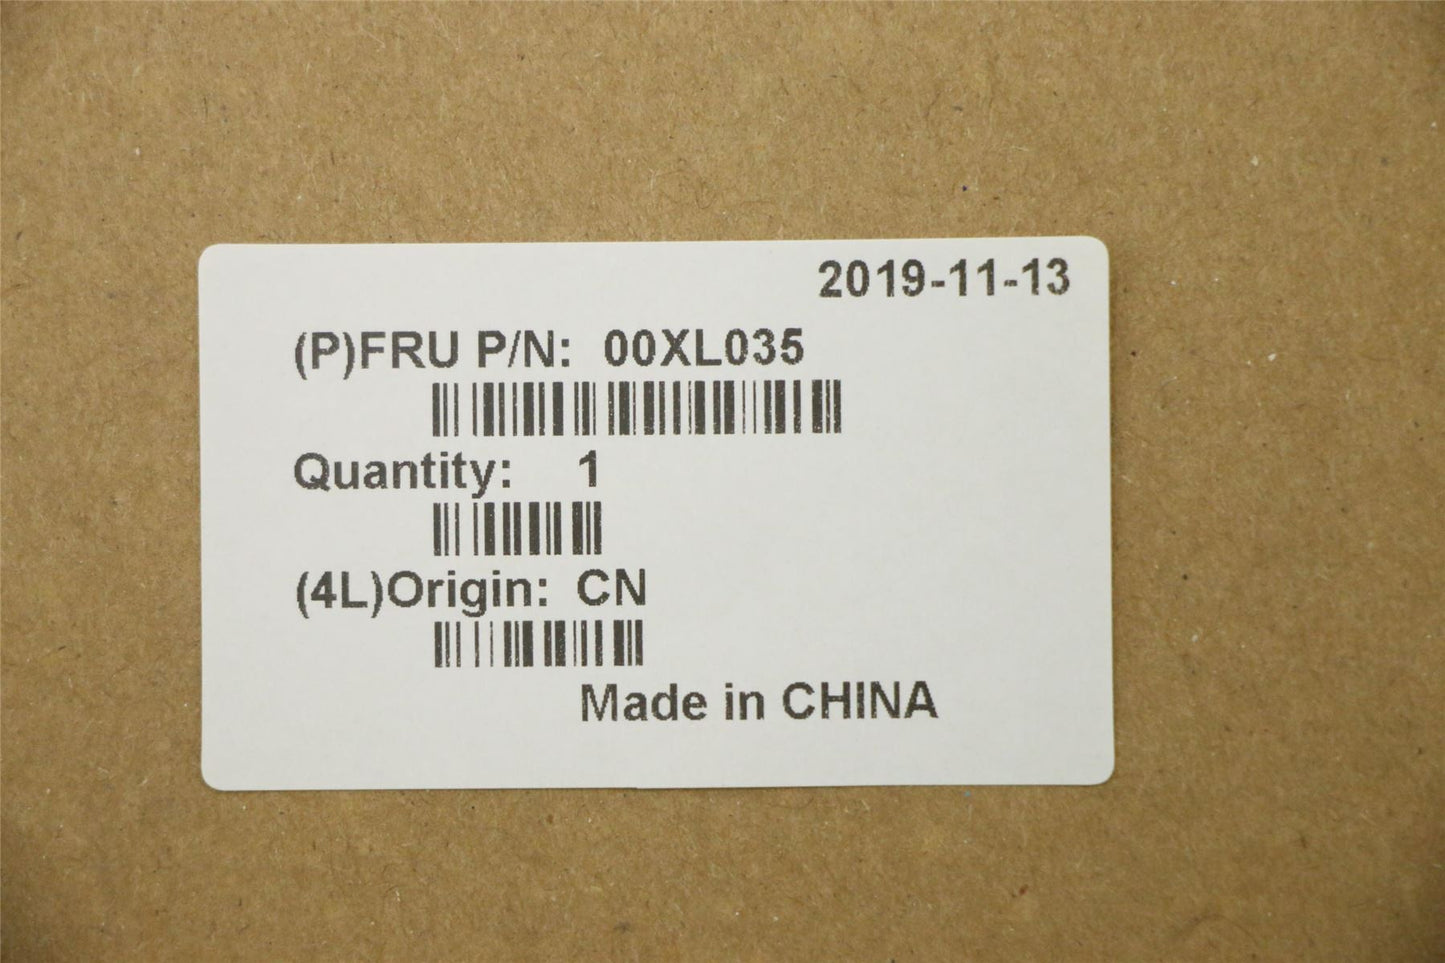 2019-11-13
(P)FRU P/N: 00XL035
Quantity: 1
(4L)Origin: CN
Made in CHINA